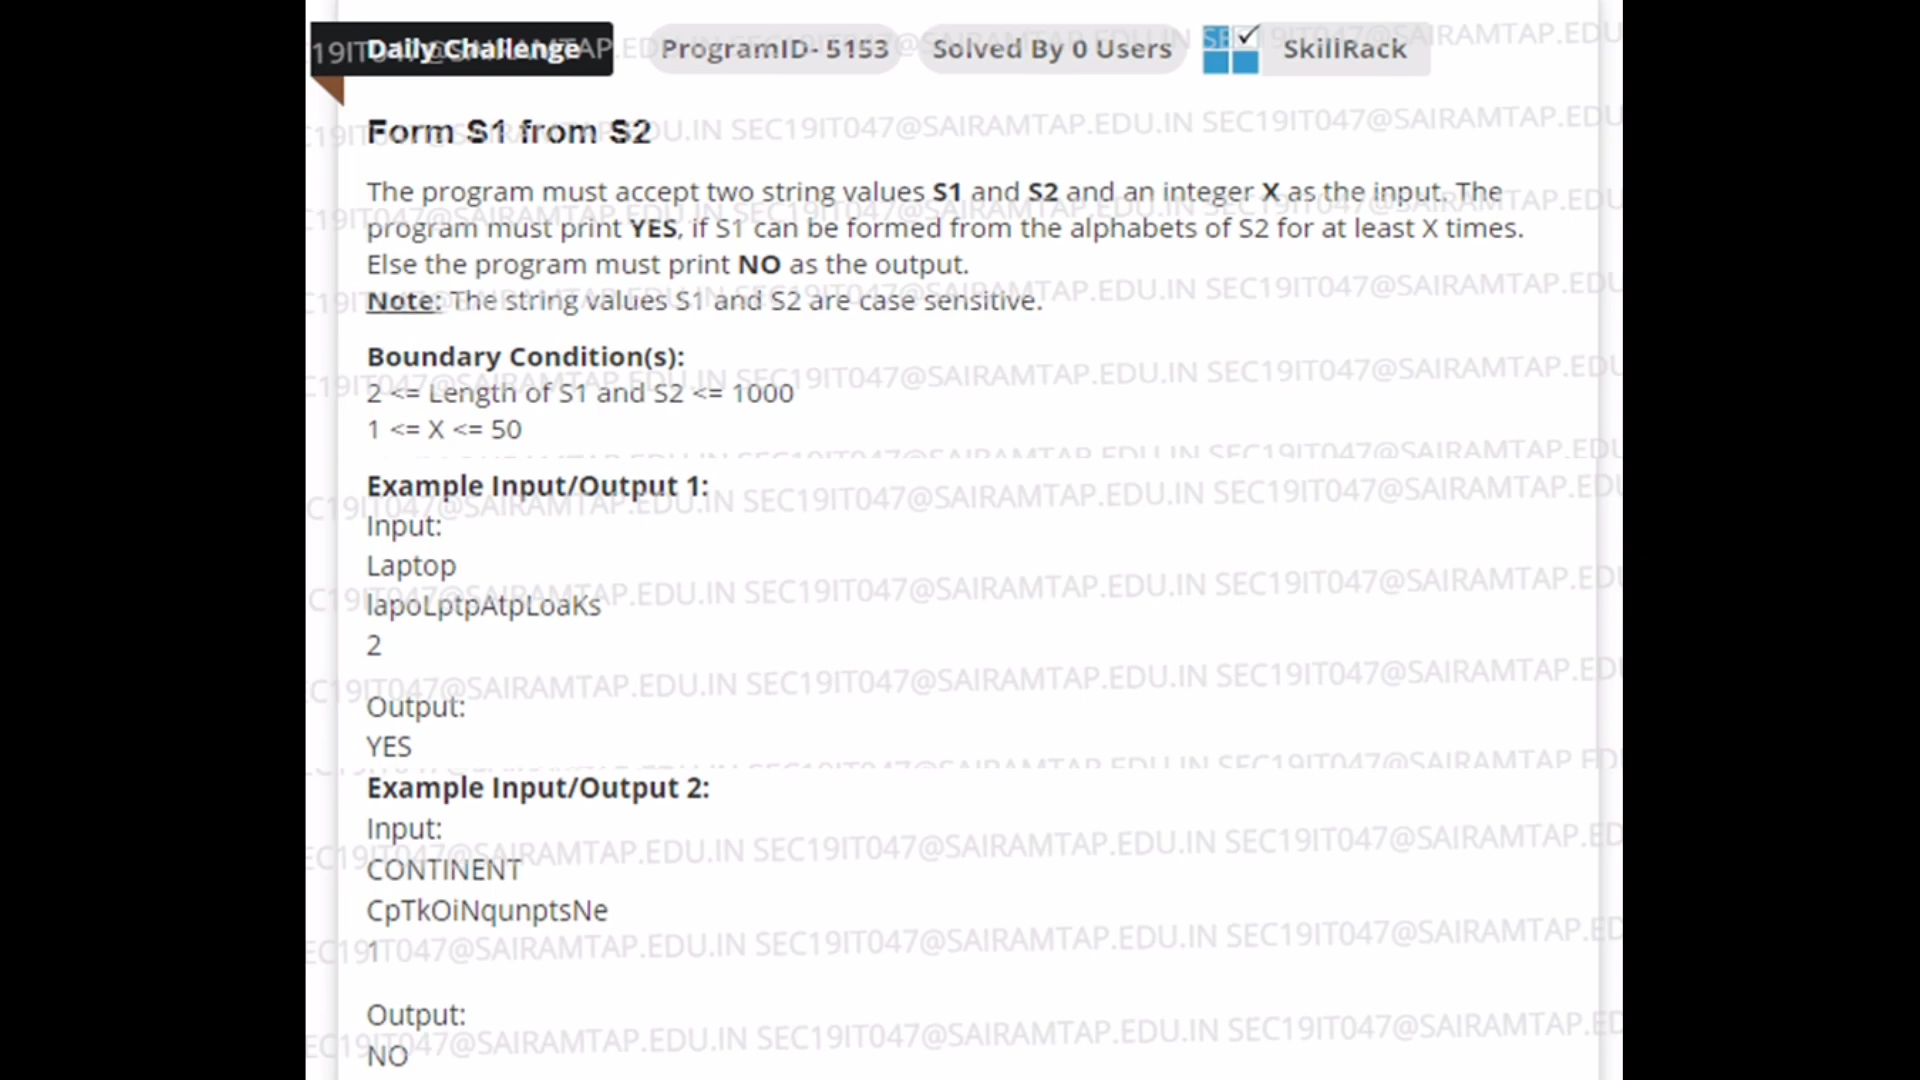 Daily Challenge
ProgramID- 5153
Solved By 0 Users
SkillRack
Form S1 from S2
The program must accept two string values S1 and S2 and an integer X as the input. The
program must print YES, if S1 can be formed from the alphabets of S2 for at least X times.
Else the program must print NO as the output.
Note: The string values S1 and S2 are case sensitive.
Boundary Condition(s):
2 <= Length of S1 and S2 <= 1000
1 <= X <= 50
Example Input/Output 1:
Input:
Laptop
lapoLptpAtpLoaKs
2
Output:
YES
Example Input/Output 2:
Input:
CONTINENT
CpTkOiNqunptsNe
1
Output:
NO
SEC19IT047@SAIRAMTAP.EDU.IN